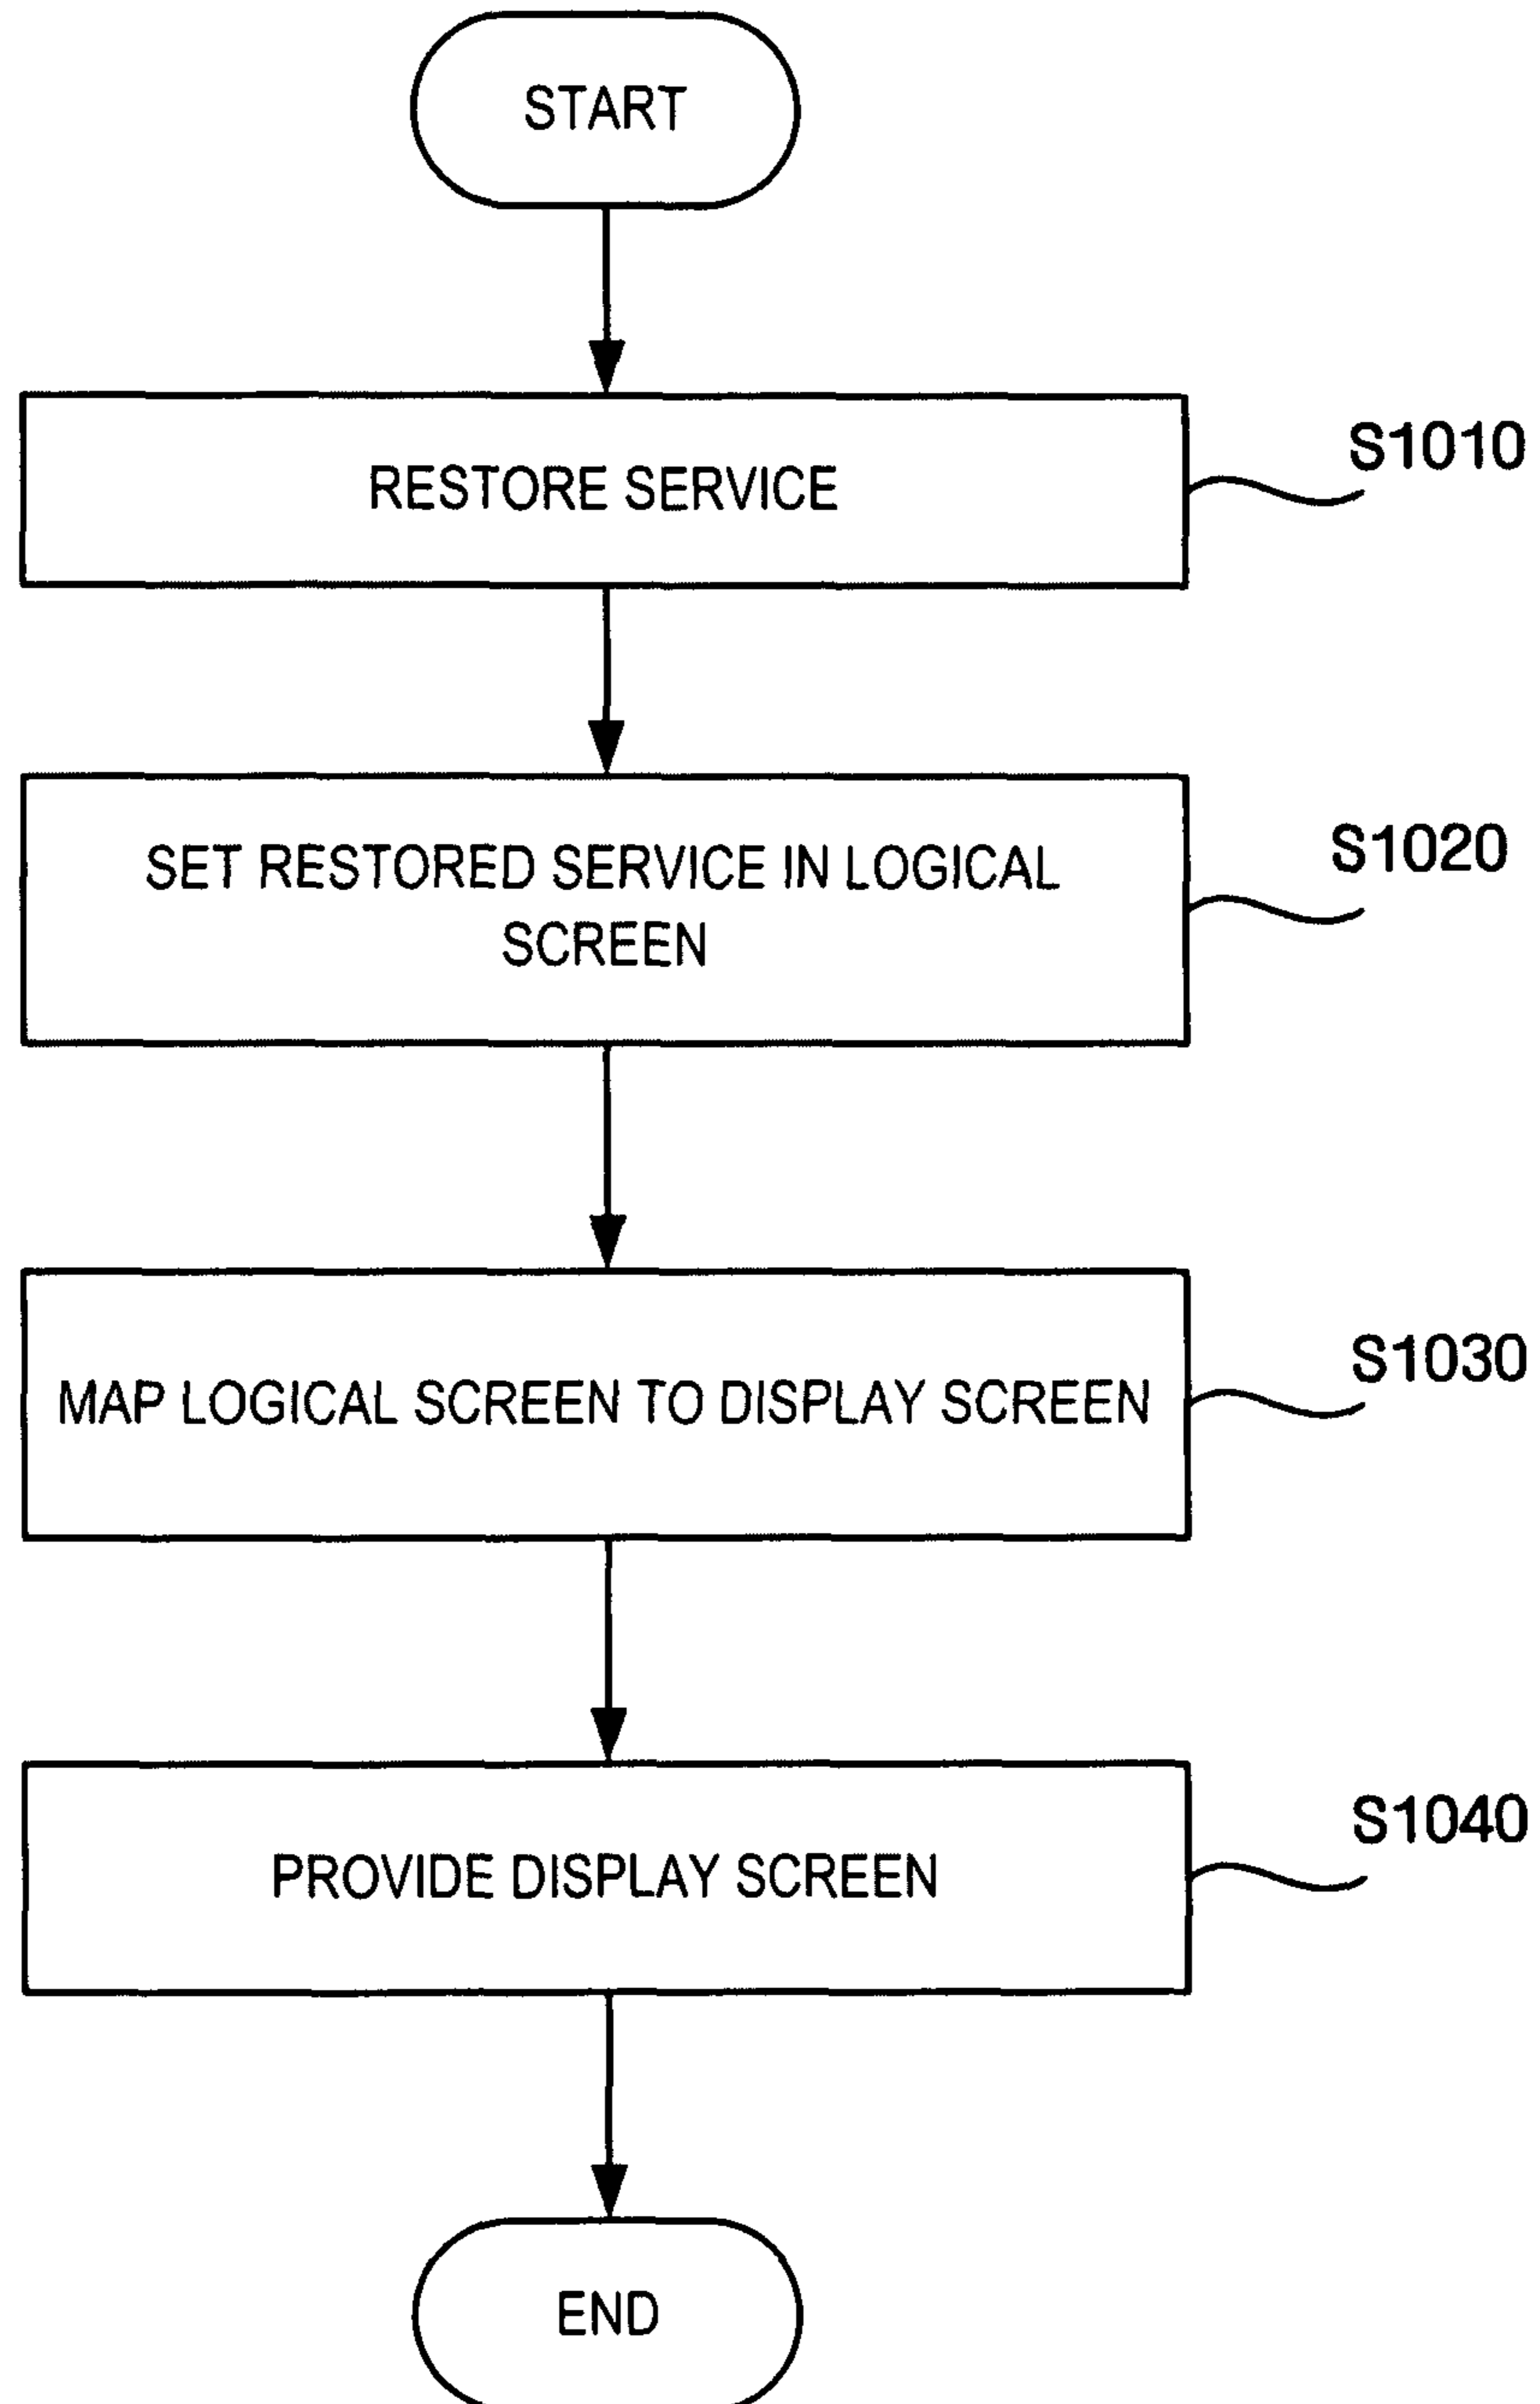 START
RESTORE SERVICE
S1010
SET RESTORED SERVICE IN LOGICAL
SCREEN
S1020
MAP LOGICAL SCREEN TO DISPLAY SCREEN
S1030
PROVIDE DISPLAY SCREEN
S1040
END